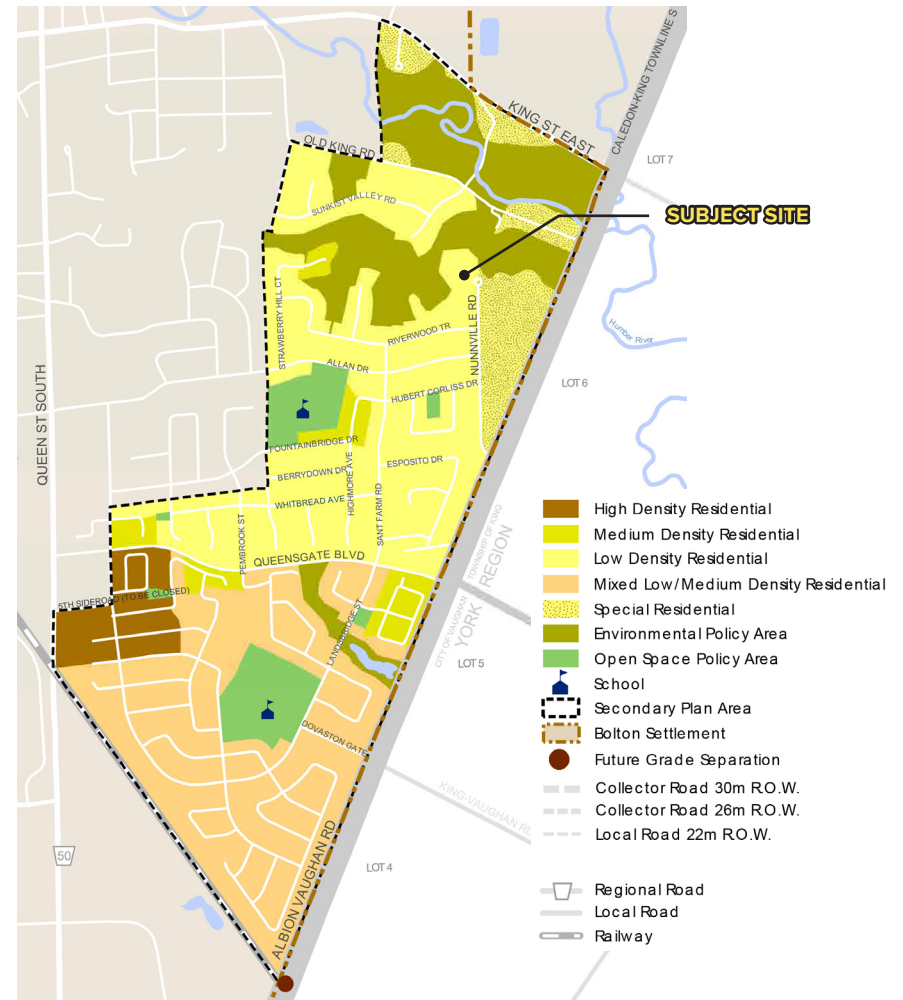 KING ST EAST
CALEDON-KING TOWNLINE S
OLD KING RD
LOT 7
SUNKIST VALLEY RD
SUBJECT SITE
STRAWBERRY HILL CT
NUNNVILLE RD
Humber River
RIVERWOOD TR
ALLAN DR
LOT 6
HUBERT CORLISS DR
QUEEN ST SOUTH
FOUNTAINBRIDGE DR
ESPOSITO DR
BERRYDOWN DR
HIGHMORE AVE
WHITBREAD AVE
SANT FARM RD
PEMBROOK ST
QUEENSGATE BLVD
TOWNSHIP OF KING
REGION
5TH SIDEROAD (TO BE CLOSED)
LANDSBRIDGE ST
CITY OF VAUGHAN
YORK
LOT 5
DOVASTON GATE
KING-VAUGHAN RD
50
LOT 4
ALBION VAUGHAN RD
High Density Residential
Medium Density Residential
Low Density Residential
Mixed Low/Medium Density Residential
Special Residential
Environmental Policy Area
Open Space Policy Area
School
Secondary Plan Area
Bolton Settlement
Future Grade Separation
Collector Road 30m R.O.W.
Collector Road 26m R.O.W.
Local Road 22m R.O.W.
Regional Road
Local Road
Railway